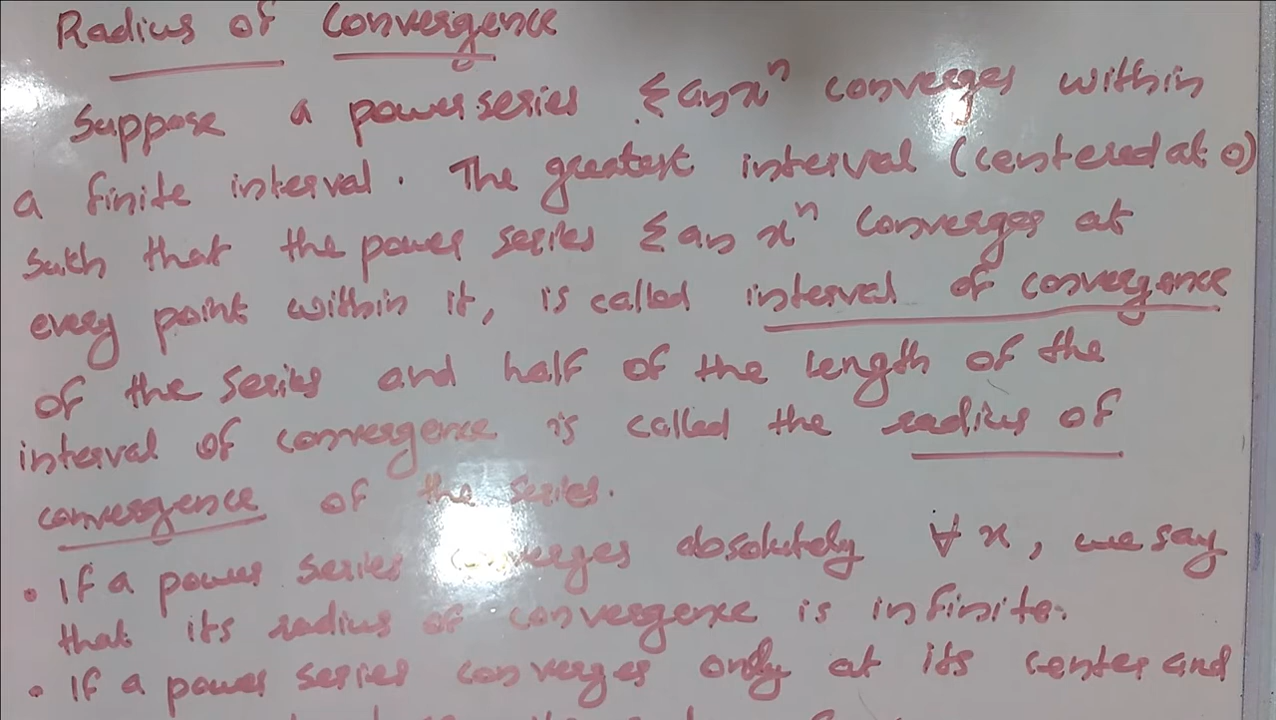 Radius of Convergence
Suppose a power series Σ anxⁿ converges within
a finite interval. The greatest interval (centered at 0)
such that the power series Σ an xⁿ converges at
every point within it, is called interval of convergence
of the series and half of the length of the
interval of convergence is called the radius of
convergence of the series.
• If a power series converges absolutely ∀ x, we say
that its radius of convergence is infinite.
• If a power series converges only at its center and